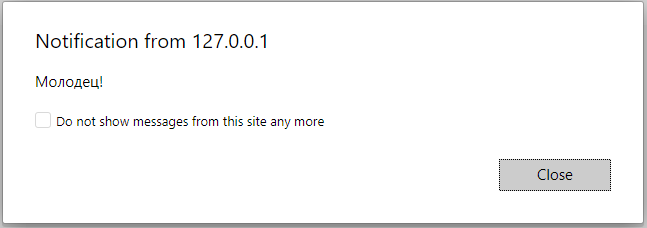 Notification from 127.0.0.1
Молодец!
Do not show messages from this site any more
Close